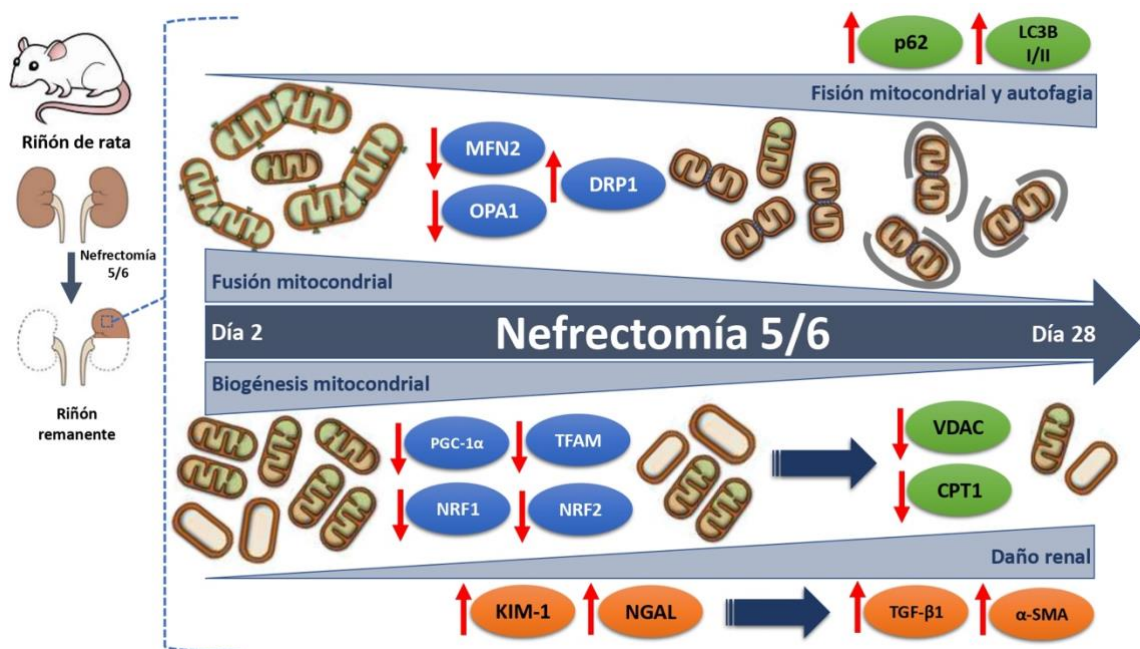 p62
LC3B
I/II
Fisión mitocondrial y autofagia
Riñón de rata
MFN2
DRP1
OPA1
Nefrectomía
5/6
Fusión mitocondrial
Día 2
Nefrectomía 5/6
Día 28
Biogénesis mitocondrial
Riñón
remanente
PGC-1α
TFAM
VDAC
NRF1
NRF2
CPT1
Daño renal
KIM-1
NGAL
TGF-β1
α-SMA